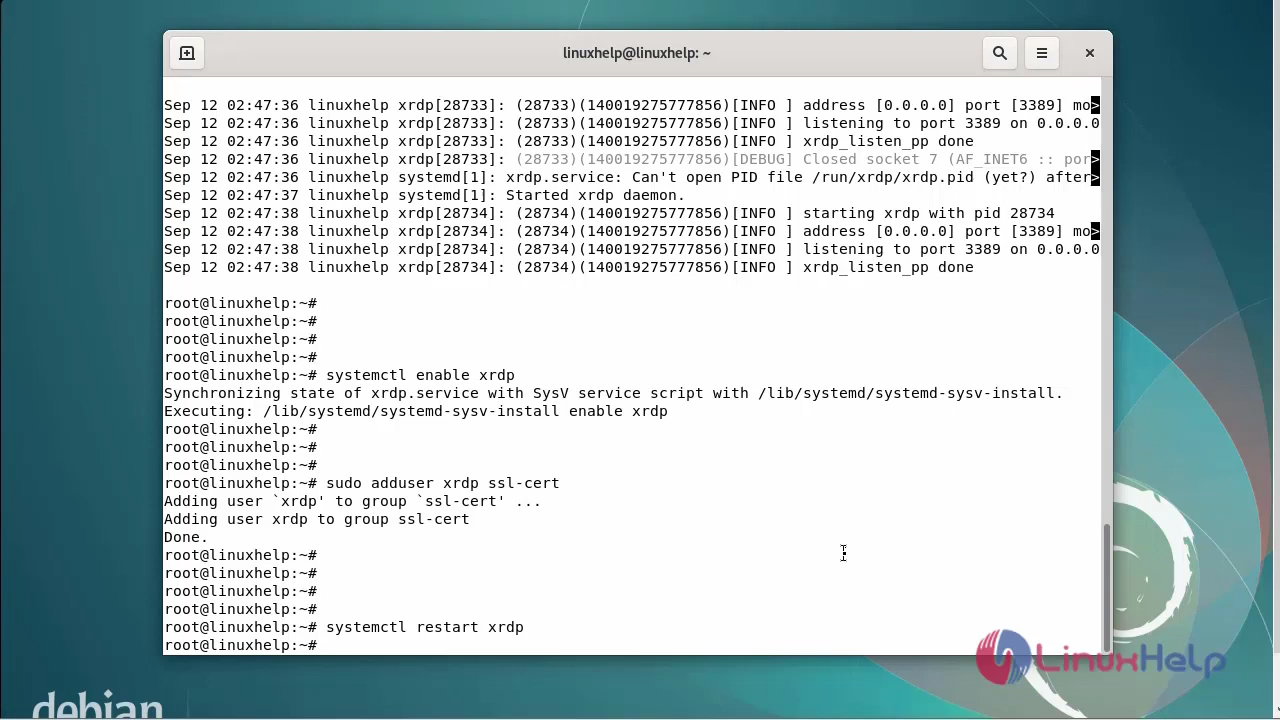 linuxhelp@linuxhelp: ~
Sep 12 02:47:36 linuxhelp xrdp[28733]: (28733)(140019275777856)[INFO ] address [0.0.0.0] port [3389] mo>
Sep 12 02:47:36 linuxhelp xrdp[28733]: (28733)(140019275777856)[INFO ] listening to port 3389 on 0.0.0.0
Sep 12 02:47:36 linuxhelp xrdp[28733]: (28733)(140019275777856)[INFO ] xrdp_listen_pp done
Sep 12 02:47:36 linuxhelp xrdp[28733]: (28733)(140019275777856)[DEBUG] Closed socket 7 (AF_INET6 :: por>
Sep 12 02:47:36 linuxhelp systemd[1]: xrdp.service: Can't open PID file /run/xrdp/xrdp.pid (yet?) after>
Sep 12 02:47:37 linuxhelp systemd[1]: Started xrdp daemon.
Sep 12 02:47:38 linuxhelp xrdp[28734]: (28734)(140019275777856)[INFO ] starting xrdp with pid 28734
Sep 12 02:47:38 linuxhelp xrdp[28734]: (28734)(140019275777856)[INFO ] address [0.0.0.0] port [3389] mo>
Sep 12 02:47:38 linuxhelp xrdp[28734]: (28734)(140019275777856)[INFO ] listening to port 3389 on 0.0.0.0
Sep 12 02:47:38 linuxhelp xrdp[28734]: (28734)(140019275777856)[INFO ] xrdp_listen_pp done
root@linuxhelp:~#
root@linuxhelp:~#
root@linuxhelp:~#
root@linuxhelp:~#
root@linuxhelp:~# systemctl enable xrdp
Synchronizing state of xrdp.service with SysV service script with /lib/systemd/systemd-sysv-install.
Executing: /lib/systemd/systemd-sysv-install enable xrdp
root@linuxhelp:~#
root@linuxhelp:~#
root@linuxhelp:~#
root@linuxhelp:~# sudo adduser xrdp ssl-cert
Adding user `xrdp' to group `ssl-cert' ...
Adding user xrdp to group ssl-cert
Done.
root@linuxhelp:~#
root@linuxhelp:~#
root@linuxhelp:~#
root@linuxhelp:~#
root@linuxhelp:~# systemctl restart xrdp
root@linuxhelp:~#
LinuxHelp
debian